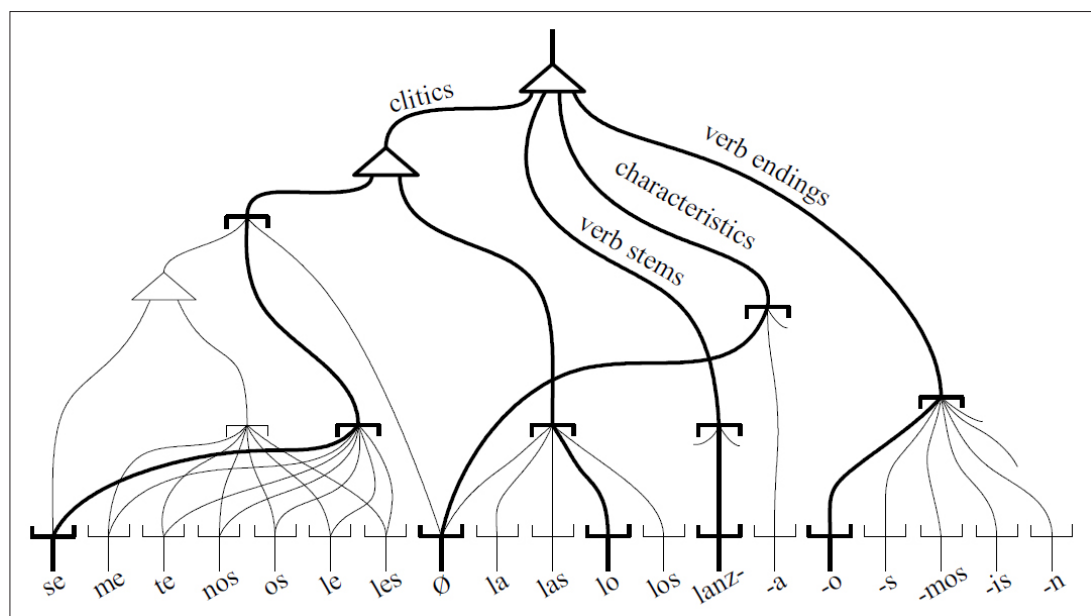 clitics
verb endings
characteristics
verb stems
se me te nos os le les Ø la las lo los lanz- -a -o -s -mos -is -n